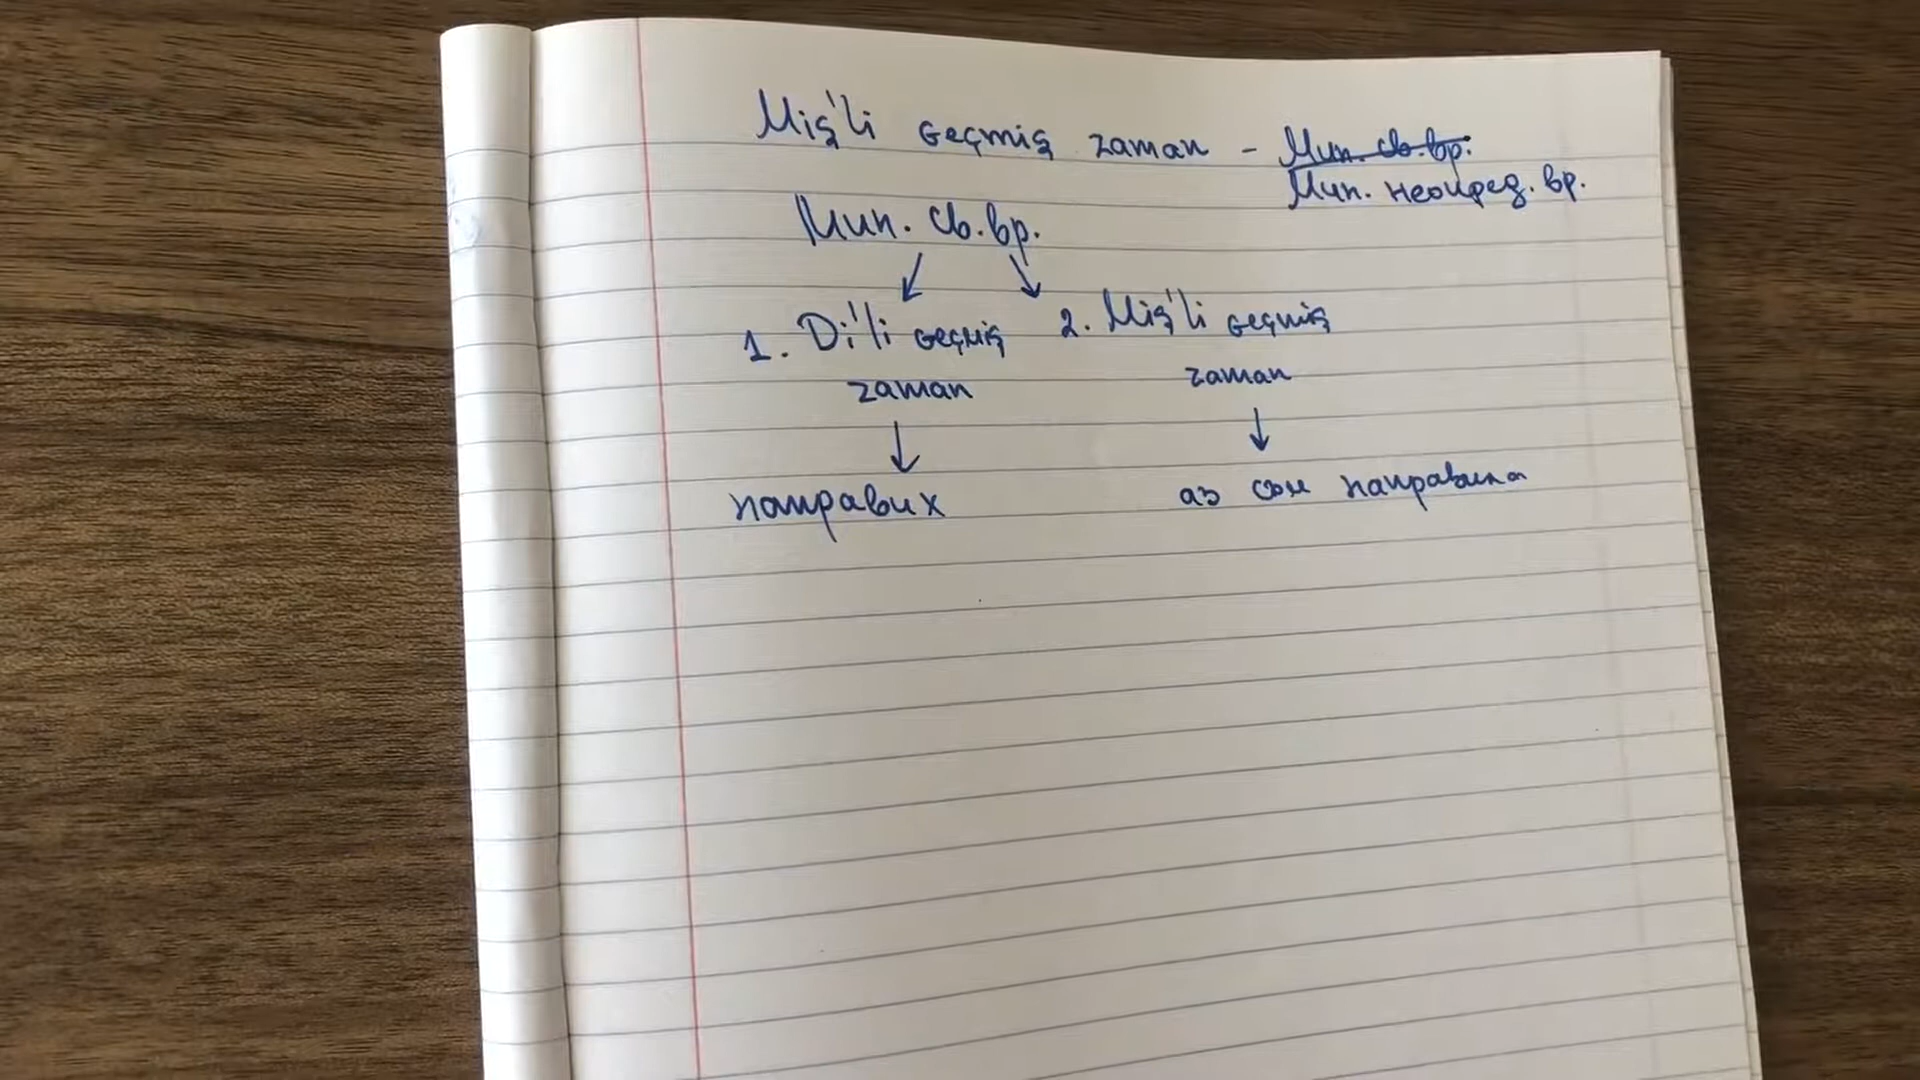 Miş'li geçmiş zaman - Мин. св. вр.
Мин. неопред. вр.
Мин. св. вр.
1. Di'li geçmiş 2. Miş'li geçmiş
zaman zaman
направих аз съм направила